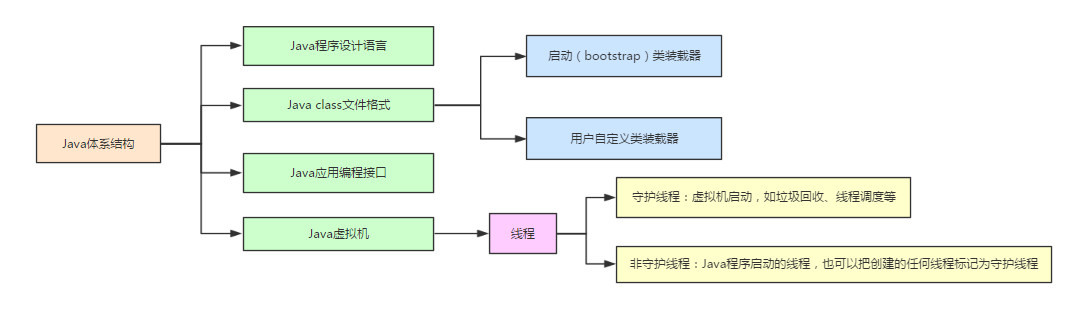 Java体系结构
Java程序设计语言
Java class文件格式
启动（bootstrap）类装载器
用户自定义类装载器
Java应用编程接口
Java虚拟机
线程
守护线程：虚拟机启动，如垃圾回收、线程调度等
非守护线程：Java程序启动的线程，也可以把创建的任何线程标记为守护线程